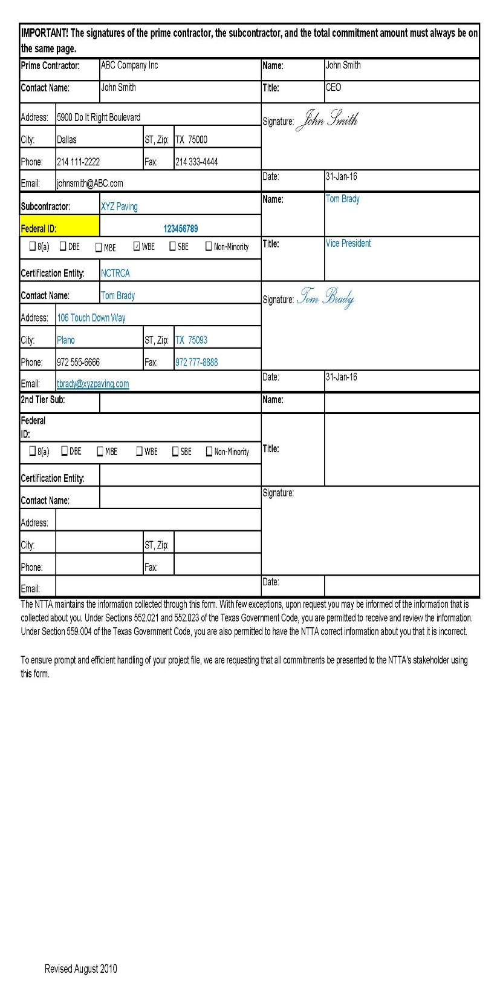 IMPORTANT! The signatures of the prime contractor, the subcontractor, and the total commitment amount must always be on
the same page.
Prime Contractor: ABC Company Inc Name: John Smith
Contact Name: John Smith Title: CEO
Address: 5900 Do It Right Boulevard Signature: John Smith
City: Dallas ST, Zip: TX 75000
Phone: 214 111-2222 Fax: 214 333-4444
Email: johnsmith@ABC.com Date: 31-Jan-16
Subcontractor: XYZ Paving Name: Tom Brady
Federal ID: 123456789
☐ 8(a) ☐ DBE ☐ MBE ☑ WBE ☐ SBE ☐ Non-Minority Title: Vice President
Certification Entity: NCTRCA
Contact Name: Tom Brady Signature: Tom Brady
Address: 106 Touch Down Way
City: Plano ST, Zip: TX 75093
Phone: 972 555-6666 Fax: 972 777-8888
Email: tbrady@xyzpaving.com Date: 31-Jan-16
2nd Tier Sub: Name:
Federal
ID:
☐ 8(a) ☐ DBE ☐ MBE ☐ WBE ☐ SBE ☐ Non-Minority Title:
Certification Entity:
Contact Name: Signature:
Address:
City: ST, Zip:
Phone: Fax:
Email: Date:
The NTTA maintains the information collected through this form. With few exceptions, upon request you may be informed of the information that is
collected about you. Under Sections 552.021 and 552.023 of the Texas Government Code, you are permitted to receive and review the information.
Under Section 559.004 of the Texas Government Code, you are also permitted to have the NTTA correct information about you that it is incorrect.
To ensure prompt and efficient handling of your project file, we are requesting that all commitments be presented to the NTTA's stakeholder using
this form.
Revised August 2010